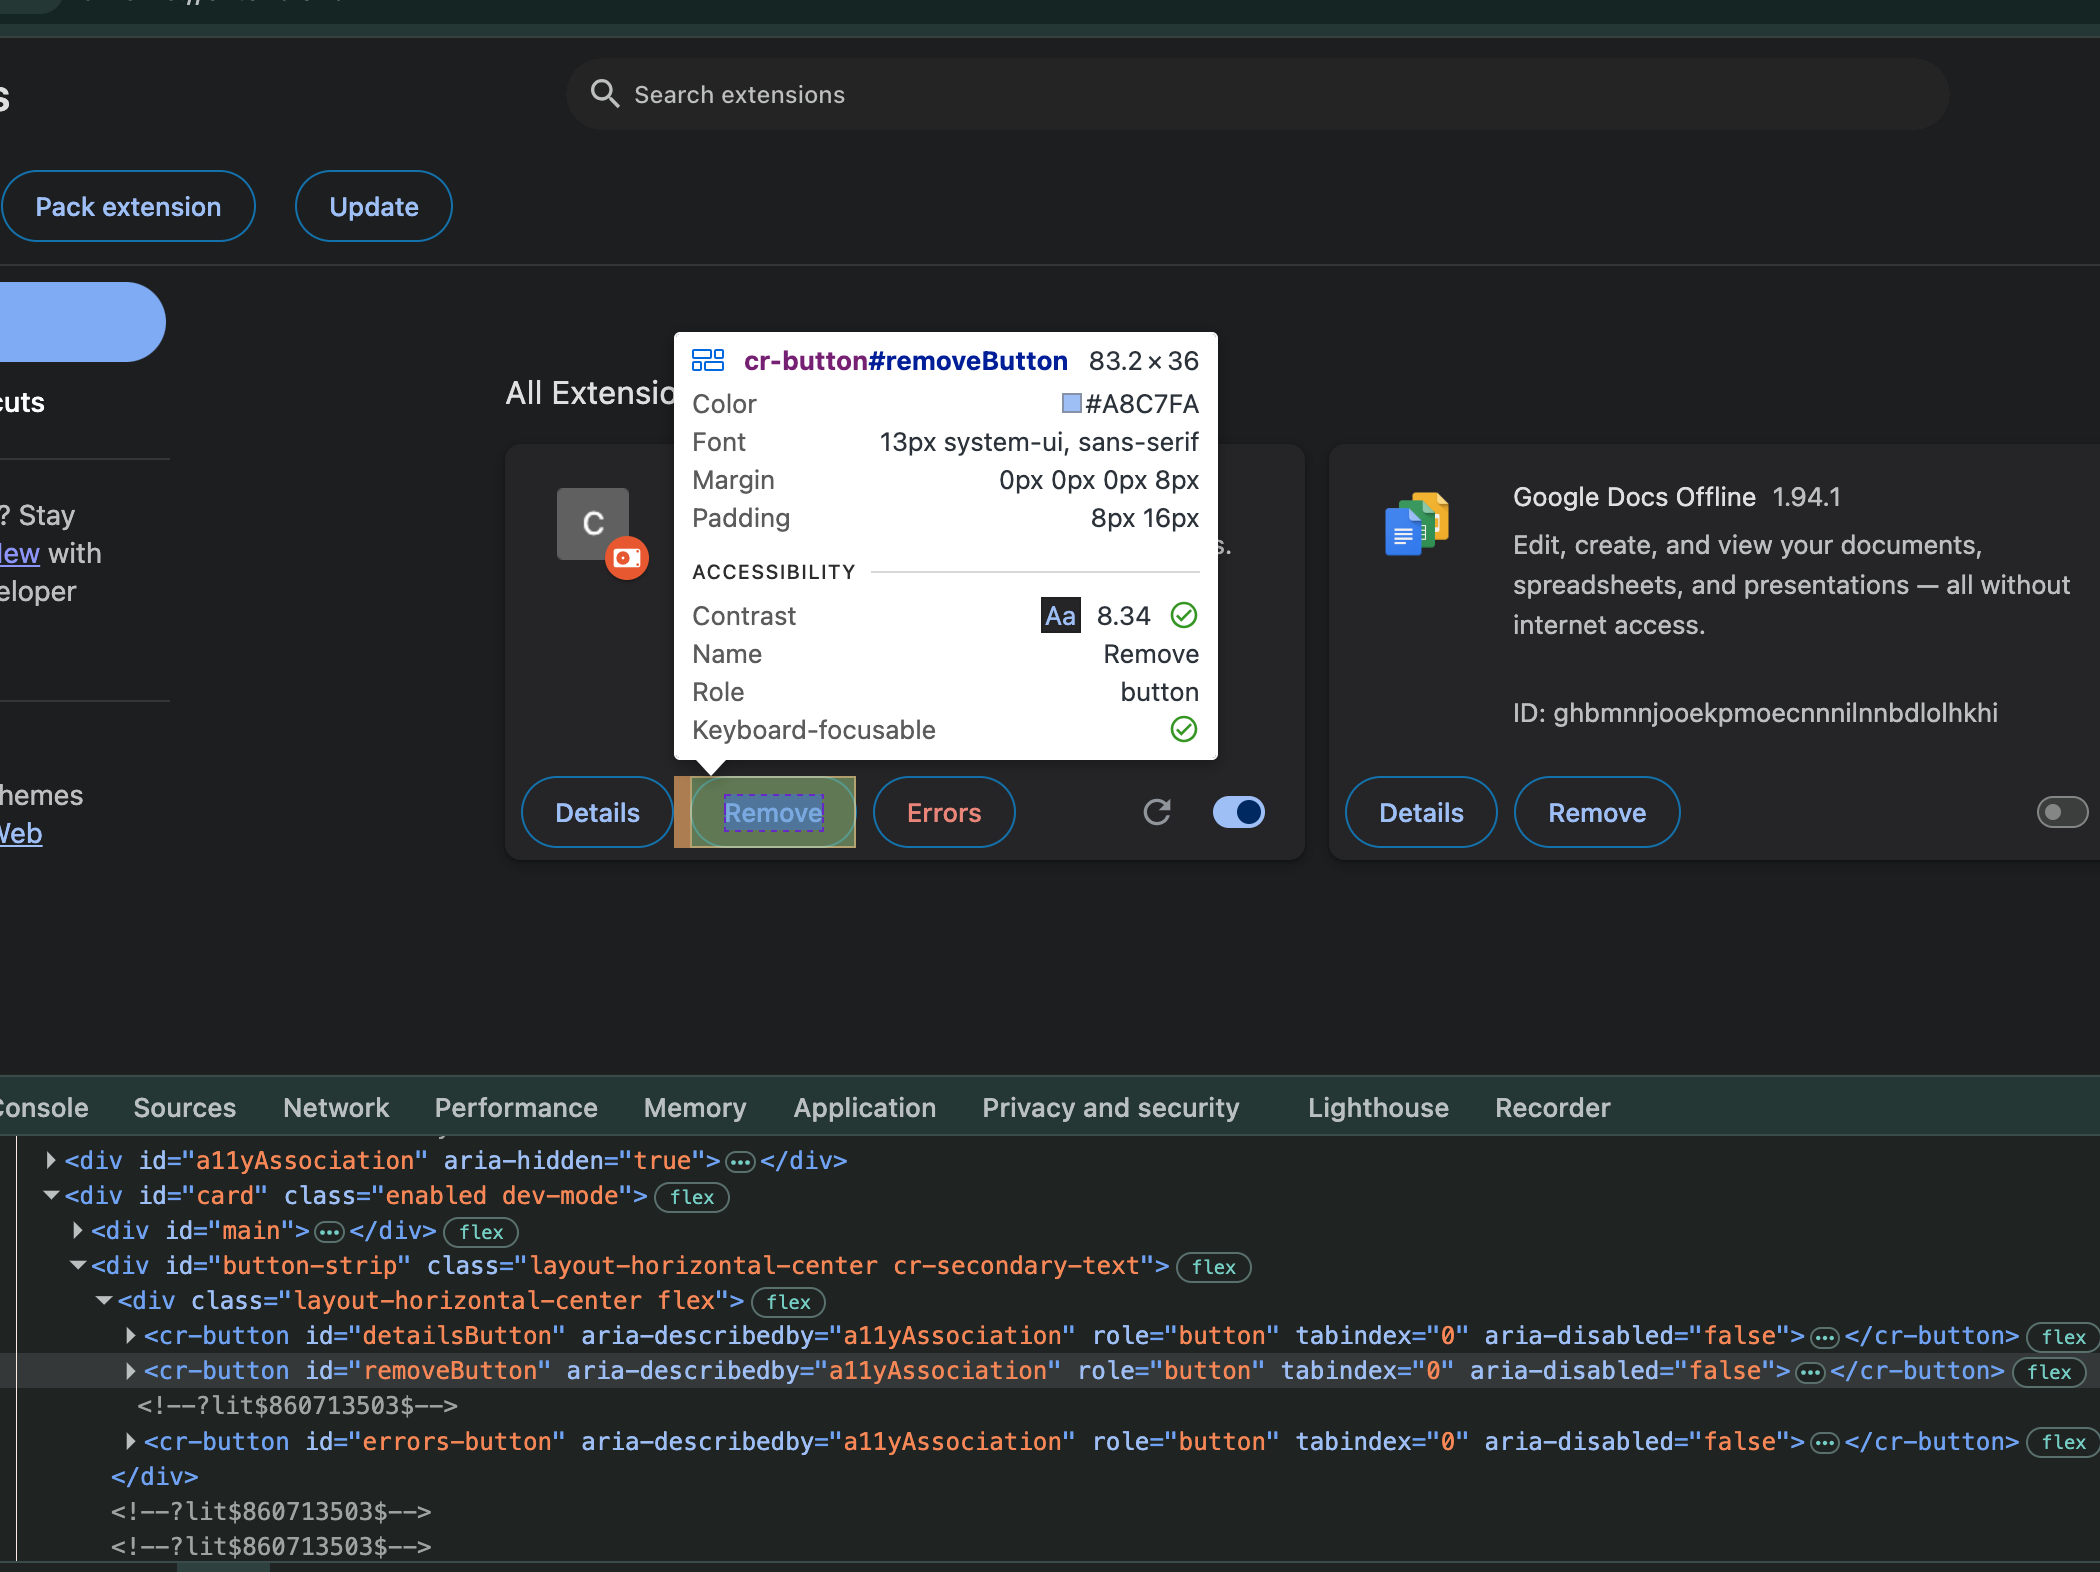 s
Search extensions
Pack extension
Update
cuts
? Stay
with
eloper
hemes
Web
All Extensio
cr-button#removeButton 83.2×36
Color #A8C7FA
Font 13px system-ui, sans-serif
Margin 0px 0px 0px 8px
Padding 8px 16px
ACCESSIBILITY
Contrast Aa 8.34
Name Remove
Role button
Keyboard-focusable
C
s.
Details
Remove
Errors
Google Docs Offline 1.94.1
Edit, create, and view your documents,
spreadsheets, and presentations — all without
internet access.
ID: ghbmnnjooekpmoecnnnilnnbdlolhkhi
Details
Remove
Console Sources Network Performance Memory Application Privacy and security Lighthouse Recorder
<div id="a11yAssociation" aria-hidden="true">…</div>
<div id="card" class="enabled dev-mode"> flex
<div id="main">…</div> flex
<div id="button-strip" class="layout-horizontal-center cr-secondary-text"> flex
<div class="layout-horizontal-center flex"> flex
<cr-button id="detailsButton" aria-describedby="a11yAssociation" role="button" tabindex="0" aria-disabled="false">…</cr-button> flex
<cr-button id="removeButton" aria-describedby="a11yAssociation" role="button" tabindex="0" aria-disabled="false">…</cr-button> flex
<!--?lit$860713503$-->
<cr-button id="errors-button" aria-describedby="a11yAssociation" role="button" tabindex="0" aria-disabled="false">…</cr-button> flex
</div>
<!--?lit$860713503$-->
<!--?lit$860713503$-->